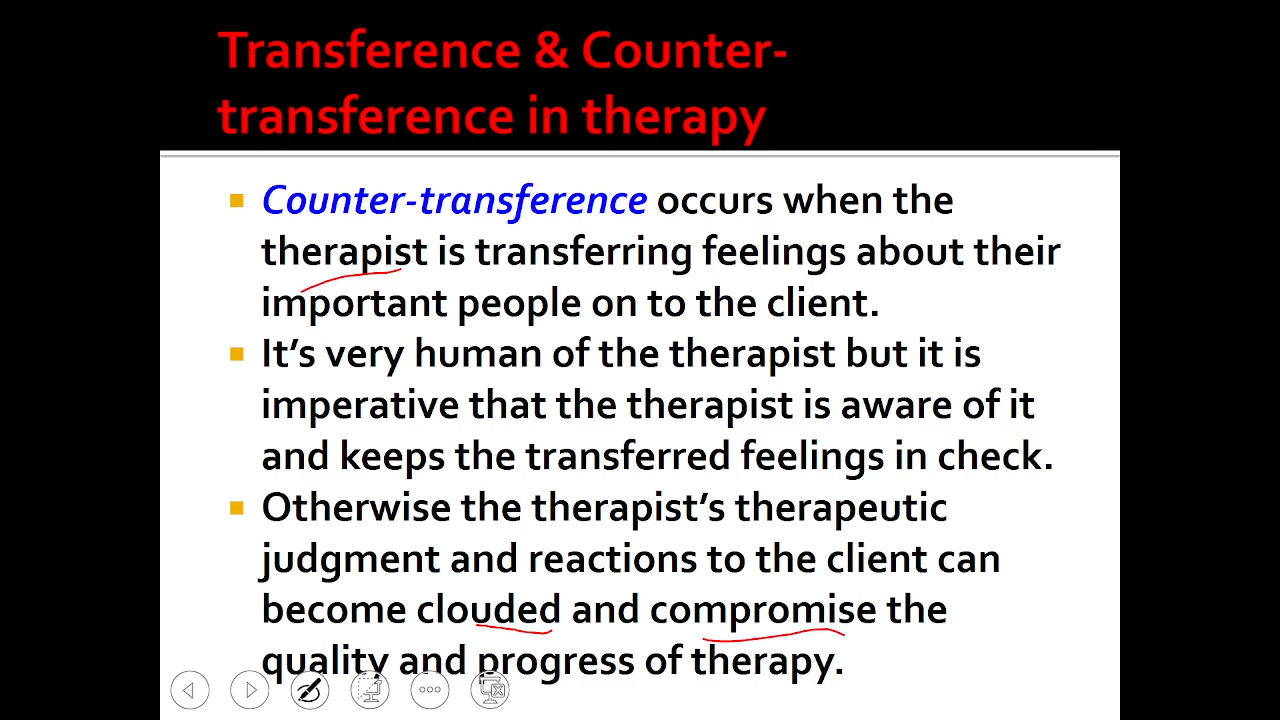 Transference & Counter-
transference in therapy
Counter-transference occurs when the
therapist is transferring feelings about their
important people on to the client.
It’s very human of the therapist but it is
imperative that the therapist is aware of it
and keeps the transferred feelings in check.
Otherwise the therapist’s therapeutic
judgment and reactions to the client can
become clouded and compromise the
quality and progress of therapy.